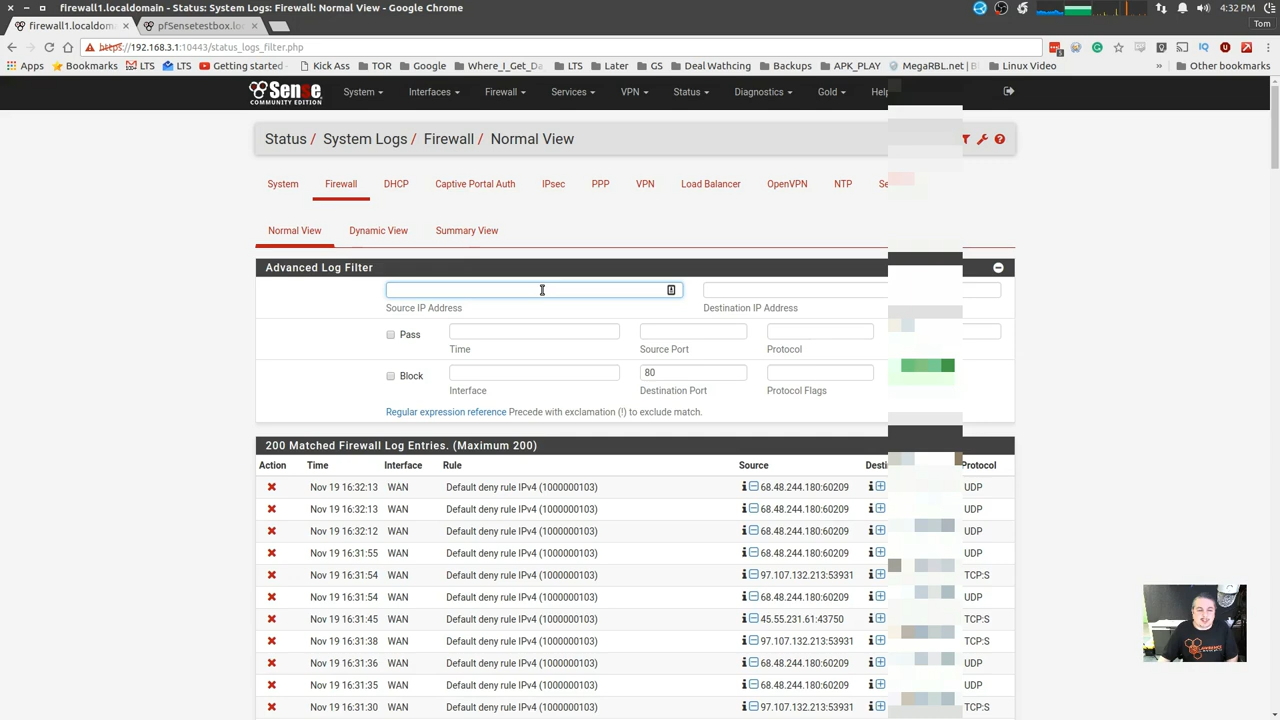 firewall1.localdomain - Status: System Logs: Firewall: Normal View - Google Chrome
4:32 PM
firewall1.localdoma × pfSensetestbox.lo × Tom
https://192.168.3.1:10443/status_logs_filter.php
Apps Bookmarks LTS LTS Getting started Kick Ass TOR Google Where_I_Get_Da LTS Later GS Deal Wathcing Backups APK_PLAY MegaRBL.net Linux Video » Other bookmarks
Sense COMMUNITY EDITION System Interfaces Firewall Services VPN Status Diagnostics Gold Help
Status / System Logs / Firewall / Normal View
System Firewall DHCP Captive Portal Auth IPsec PPP VPN Load Balancer OpenVPN NTP Se
Normal View Dynamic View Summary View
Advanced Log Filter
Source IP Address Destination IP Address
Pass Time Source Port Protocol
80
Block Interface Destination Port Protocol Flags
Regular expression reference Precede with exclamation (!) to exclude match.
200 Matched Firewall Log Entries. (Maximum 200)
Action Time Interface Rule Source Desti Protocol
Nov 19 16:32:13 WAN Default deny rule IPv4 (1000000103) 68.48.244.180:60209 UDP
Nov 19 16:32:13 WAN Default deny rule IPv4 (1000000103) 68.48.244.180:60209 UDP
Nov 19 16:32:12 WAN Default deny rule IPv4 (1000000103) 68.48.244.180:60209 UDP
Nov 19 16:31:55 WAN Default deny rule IPv4 (1000000103) 68.48.244.180:60209 UDP
Nov 19 16:31:54 WAN Default deny rule IPv4 (1000000103) 97.107.132.213:53931 TCP:S
Nov 19 16:31:54 WAN Default deny rule IPv4 (1000000103) 68.48.244.180:60209 UDP
Nov 19 16:31:45 WAN Default deny rule IPv4 (1000000103) 45.55.231.61:43750 TCP:S
Nov 19 16:31:38 WAN Default deny rule IPv4 (1000000103) 97.107.132.213:53931 TCP:S
Nov 19 16:31:36 WAN Default deny rule IPv4 (1000000103) 68.48.244.180:60209 UDP
Nov 19 16:31:35 WAN Default deny rule IPv4 (1000000103) 68.48.244.180:60209 UDP
Nov 19 16:31:30 WAN Default deny rule IPv4 (1000000103) 97.107.132.213:53931 TCP:S